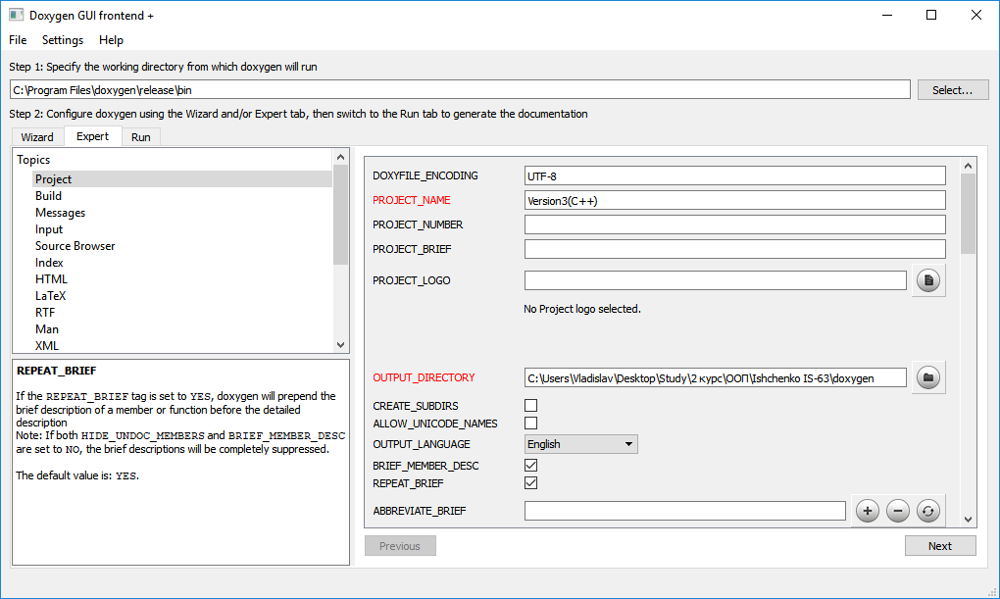 Doxygen GUI frontend +
File Settings Help
Step 1: Specify the working directory from which doxygen will run
C:\Program Files\doxygen\release\bin
Select...
Step 2: Configure doxygen using the Wizard and/or Expert tab, then switch to the Run tab to generate the documentation
Wizard Expert Run
Topics
Project
Build
Messages
Input
Source Browser
Index
HTML
LaTeX
RTF
Man
XML
REPEAT_BRIEF
If the REPEAT_BRIEF tag is set to YES, doxygen will prepend the
brief description of a member or function before the detailed
description
Note: If both HIDE_UNDOC_MEMBERS and BRIEF_MEMBER_DESC
are set to NO, the brief descriptions will be completely suppressed.
The default value is: YES.
DOXYFILE_ENCODING UTF-8
PROJECT_NAME Version3(C++)
PROJECT_NUMBER
PROJECT_BRIEF
PROJECT_LOGO
No Project logo selected.
OUTPUT_DIRECTORY C:\Users\Vladislav\Desktop\Study\2 курс\ООП\Ishchenko IS-63\doxygen
CREATE_SUBDIRS
ALLOW_UNICODE_NAMES
OUTPUT_LANGUAGE English
BRIEF_MEMBER_DESC
REPEAT_BRIEF
ABBREVIATE_BRIEF
Previous Next